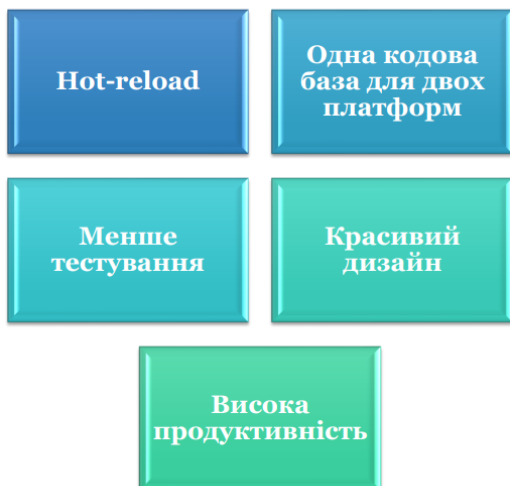 Hot-reload
Одна кодова
база для двох
платформ
Менше
тестування
Красивий
дизайн
Висока
продуктивність